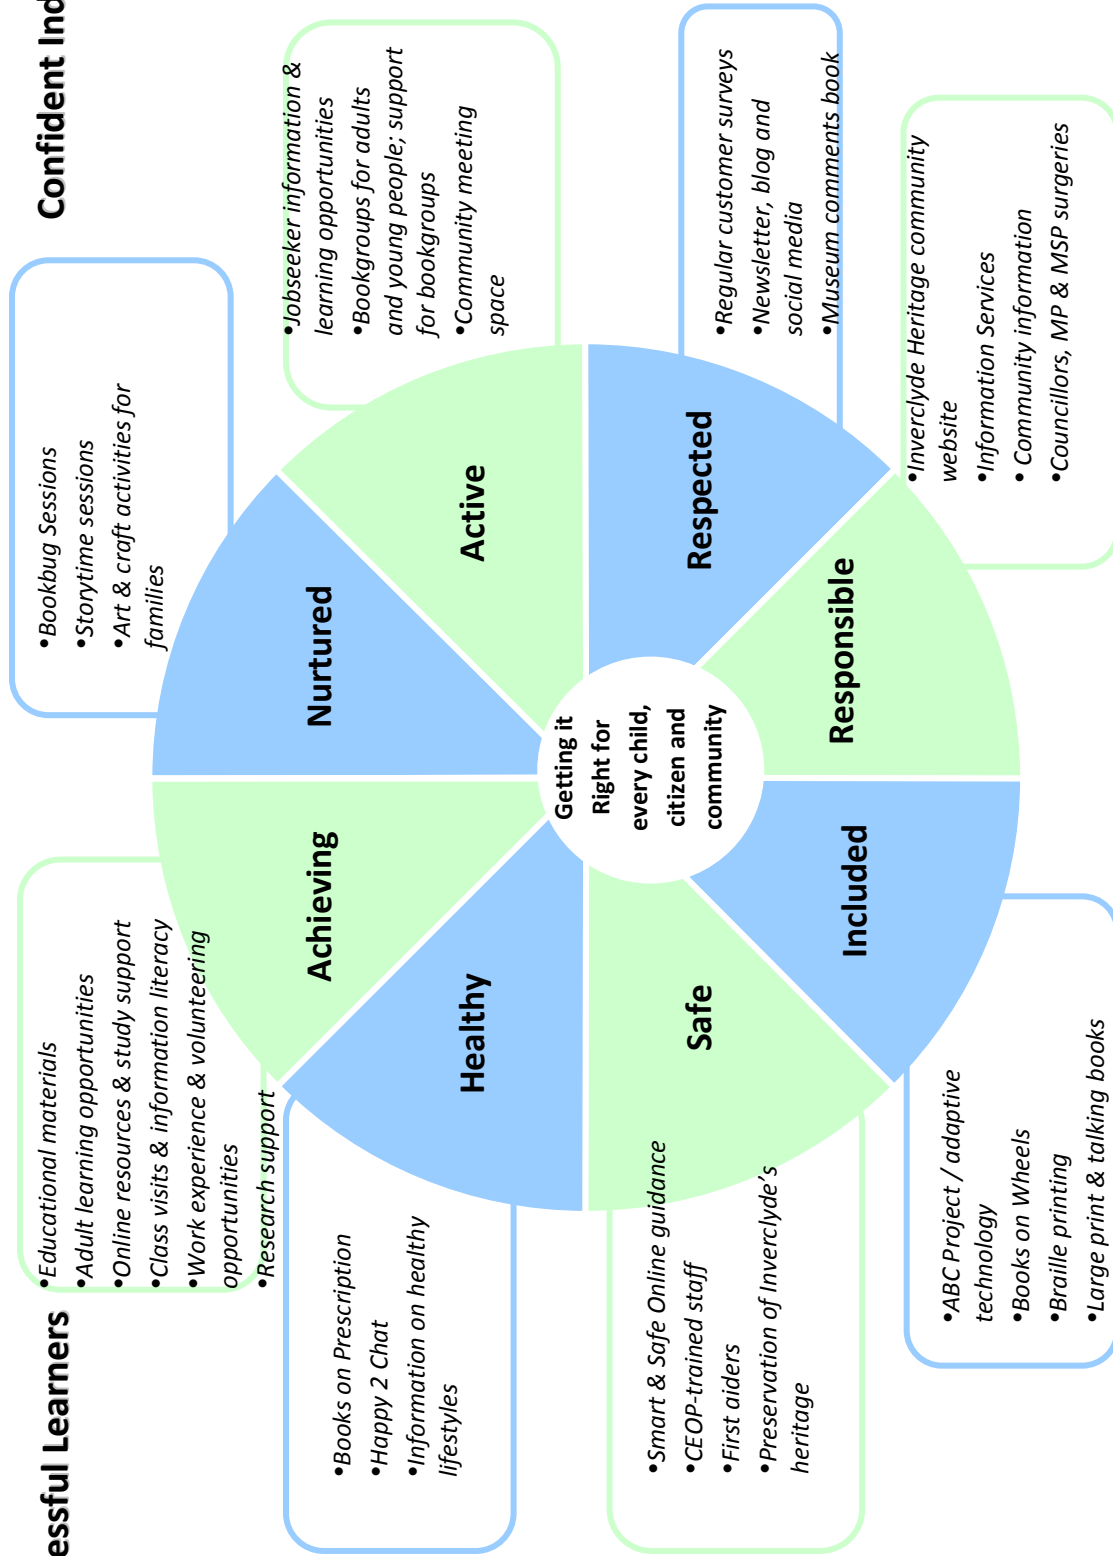 essful Learners
Confident Ind
•Educational materials
•Adult learning opportunities
•Online resources & study support
•Class visits & information literacy
•Work experience & volunteering
opportunities
•Research support
•Bookbug Sessions
•Storytime sessions
•Art & craft activities for
families
Achieving
Nurtured
•Books on Prescription
•Happy 2 Chat
•Information on healthy
lifestyles
Healthy
Active
•Jobseeker information &
learning opportunities
•Bookgroups for adults
and young people; support
for bookgroups
•Community meeting
space
Getting it
Right for
every child,
citizen and
community
•Smart & Safe Online guidance
•CEOP-trained staff
•First aiders
•Preservation of Inverclyde's
heritage
Safe
Respected
•Regular customer surveys
•Newsletter, blog and
social media
•Museum comments book
Included
Responsible
•ABC Project / adaptive
technology
•Books on Wheels
•Braille printing
•Large print & talking books
•Inverclyde Heritage community
website
•Information Services
• Community information
•Councillors, MP & MSP surgeries